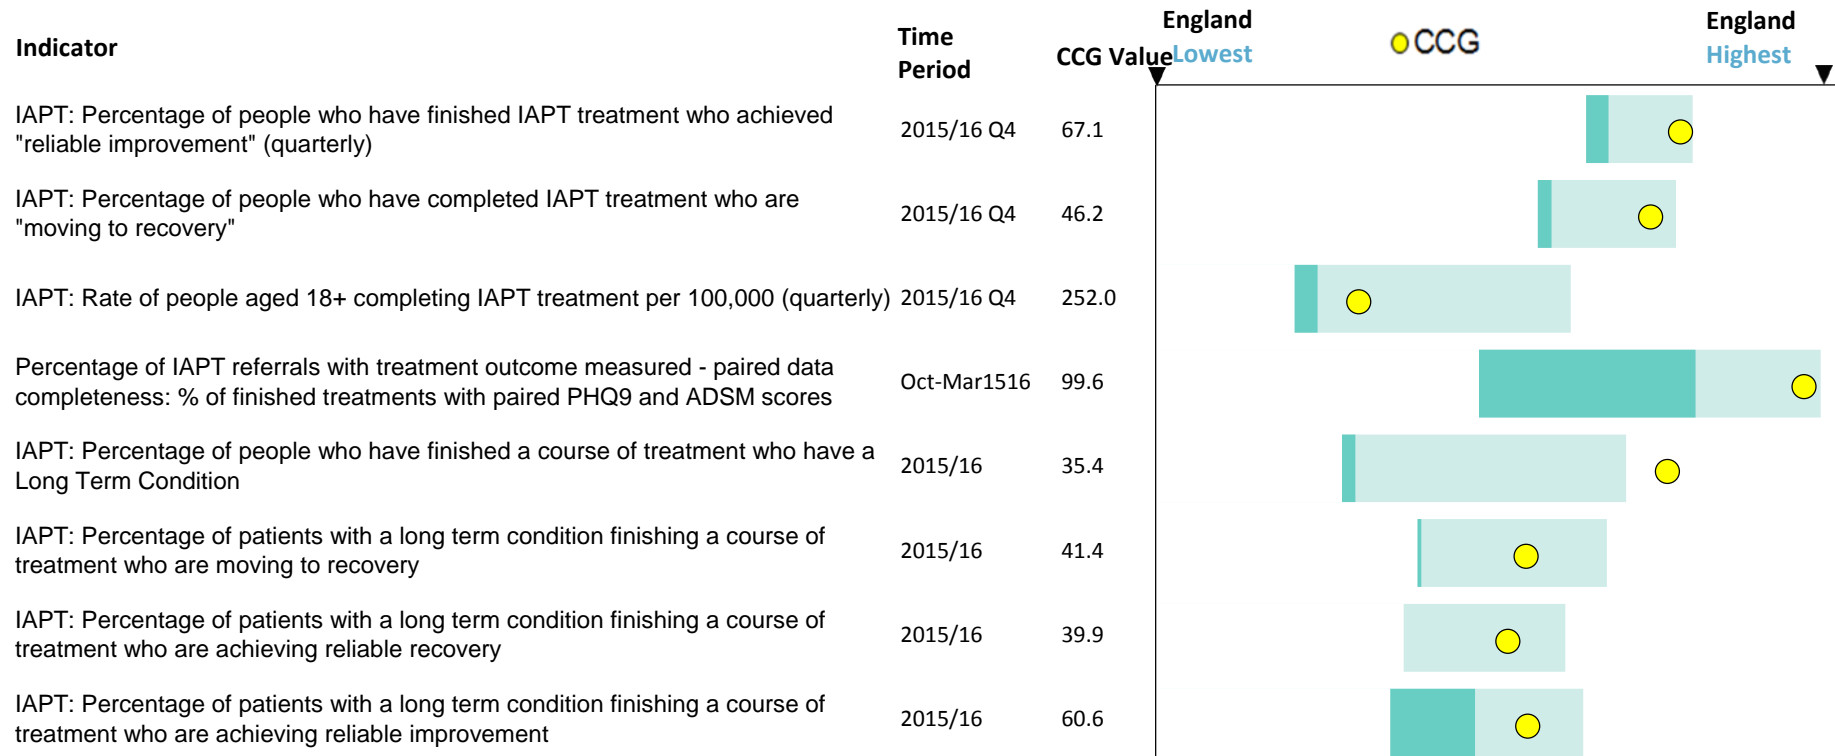 Indicator
Time
Period
CCG Value
England
Lowest
CCG
England
Highest
IAPT: Percentage of people who have finished IAPT treatment who achieved
"reliable improvement" (quarterly)
2015/16 Q4
67.1
IAPT: Percentage of people who have completed IAPT treatment who are
"moving to recovery"
2015/16 Q4
46.2
IAPT: Rate of people aged 18+ completing IAPT treatment per 100,000 (quarterly)
2015/16 Q4
252.0
Percentage of IAPT referrals with treatment outcome measured - paired data
completeness: % of finished treatments with paired PHQ9 and ADSM scores
Oct-Mar1516
99.6
IAPT: Percentage of people who have finished a course of treatment who have a
Long Term Condition
2015/16
35.4
IAPT: Percentage of patients with a long term condition finishing a course of
treatment who are moving to recovery
2015/16
41.4
IAPT: Percentage of patients with a long term condition finishing a course of
treatment who are achieving reliable recovery
2015/16
39.9
IAPT: Percentage of patients with a long term condition finishing a course of
treatment who are achieving reliable improvement
2015/16
60.6